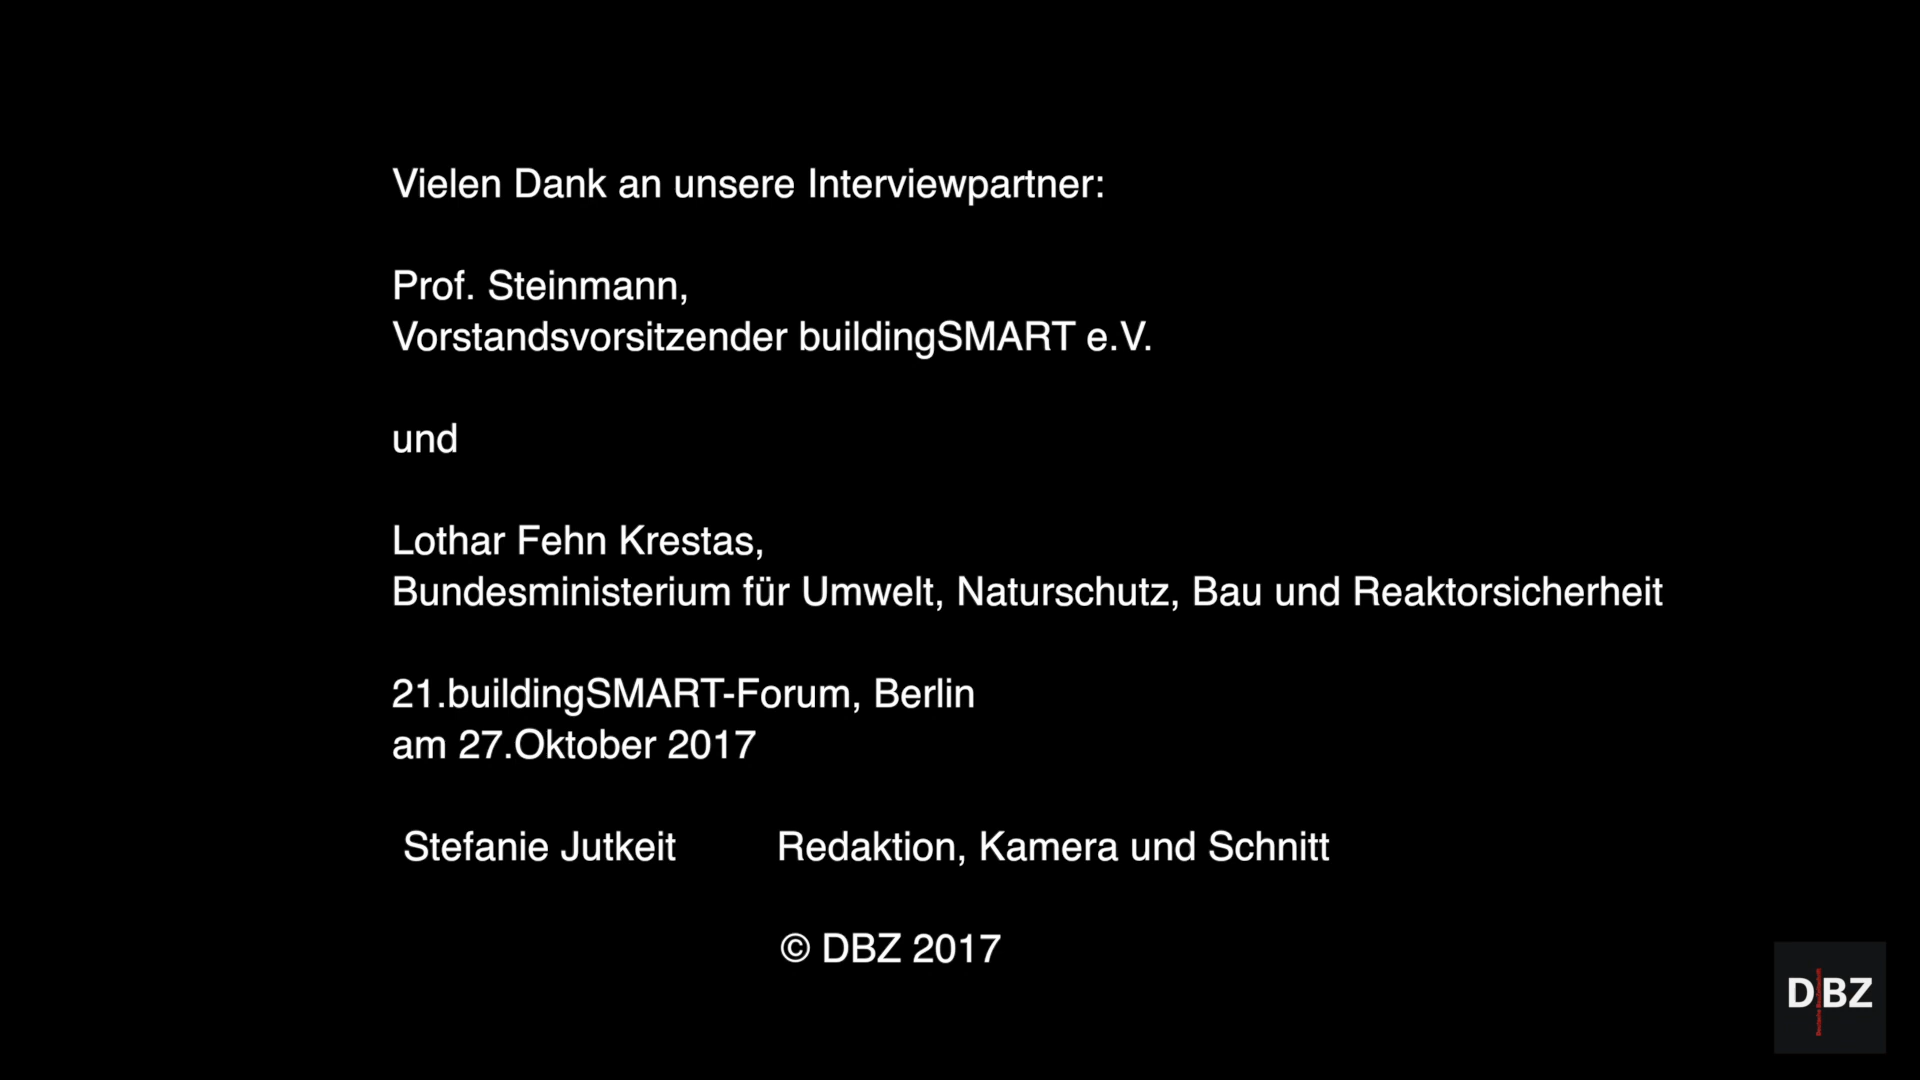 Vielen Dank an unsere Interviewpartner:
Prof. Steinmann,
Vorstandsvorsitzender buildingSMART e.V.
und
Lothar Fehn Krestas,
Bundesministerium für Umwelt, Naturschutz, Bau und Reaktorsicherheit
21.buildingSMART-Forum, Berlin
am 27.Oktober 2017
Stefanie Jutkeit Redaktion, Kamera und Schnitt
© DBZ 2017
DBZ